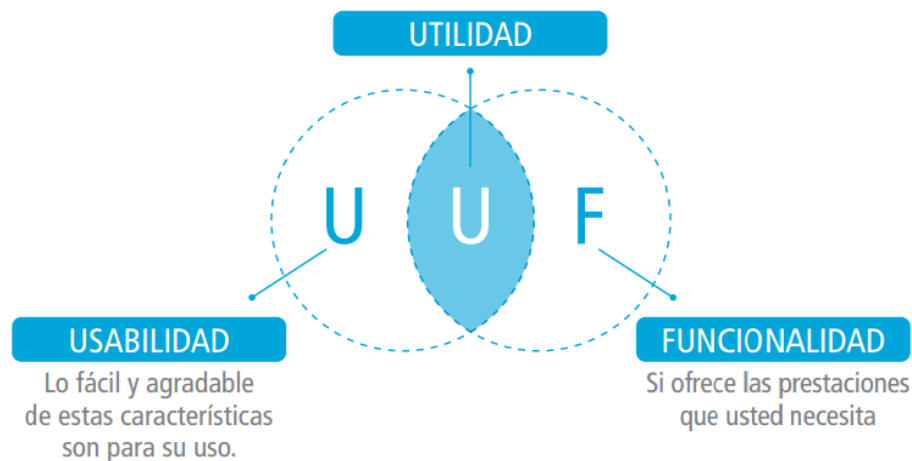 UTILIDAD
U U F
USABILIDAD
Lo fácil y agradable
de estas características
son para su uso.
FUNCIONALIDAD
Si ofrece las prestaciones
que usted necesita